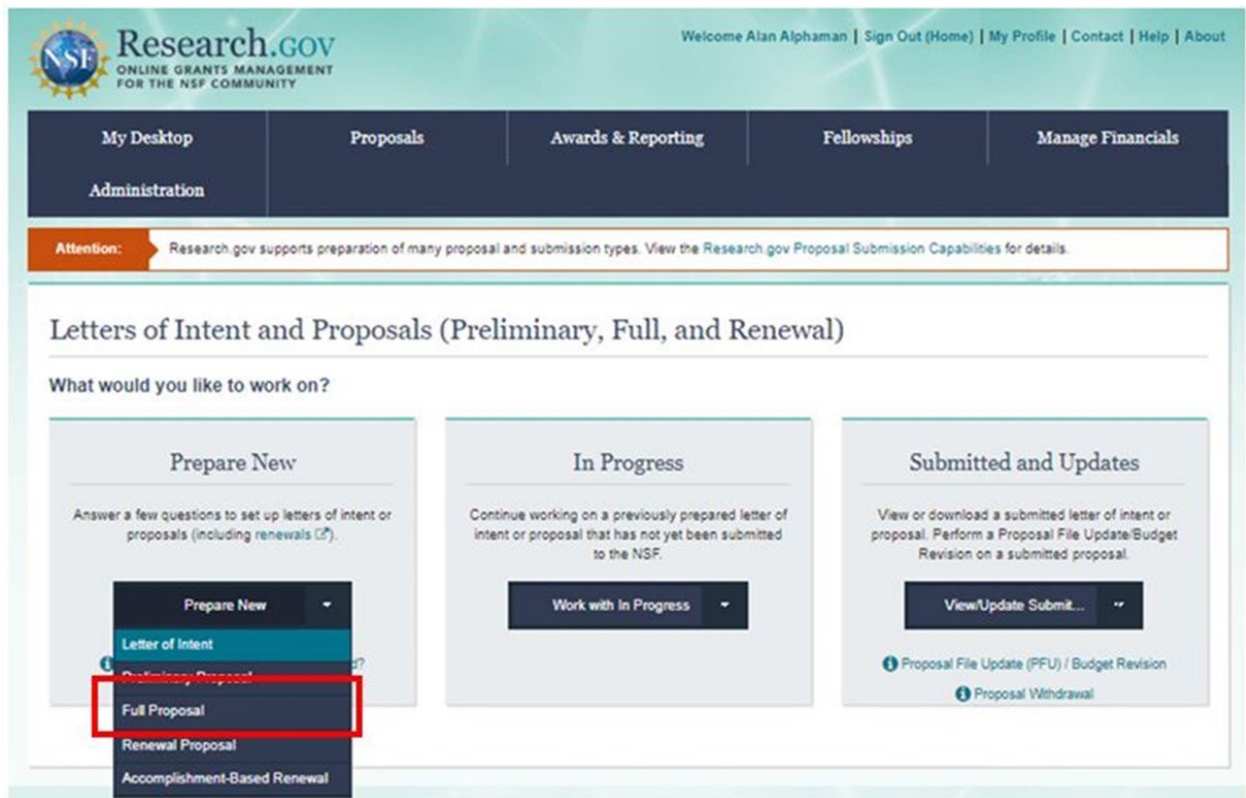 NSF
Research.GOV
ONLINE GRANTS MANAGEMENT
FOR THE NSF COMMUNITY
Welcome Alan Alphaman | Sign Out (Home) | My Profile | Contact | Help | About
My Desktop
Proposals
Awards & Reporting
Fellowships
Manage Financials
Administration
Attention:
Research.gov supports preparation of many proposal and submission types. View the Research.gov Proposal Submission Capabilities for details.
Letters of Intent and Proposals (Preliminary, Full, and Renewal)
What would you like to work on?
Prepare New
Answer a few questions to set up letters of intent or
proposals (including renewals).
Prepare New
Letter of Intent
Preliminary Proposal
Full Proposal
Renewal Proposal
Accomplishment-Based Renewal
In Progress
Continue working on a previously prepared letter of
intent or proposal that has not yet been submitted
to the NSF.
Work with In Progress
Submitted and Updates
View or download a submitted letter of intent or
proposal. Perform a Proposal File Update/Budget
Revision on a submitted proposal.
View/Update Submit...
Proposal File Update (PFU) / Budget Revision
Proposal Withdrawal